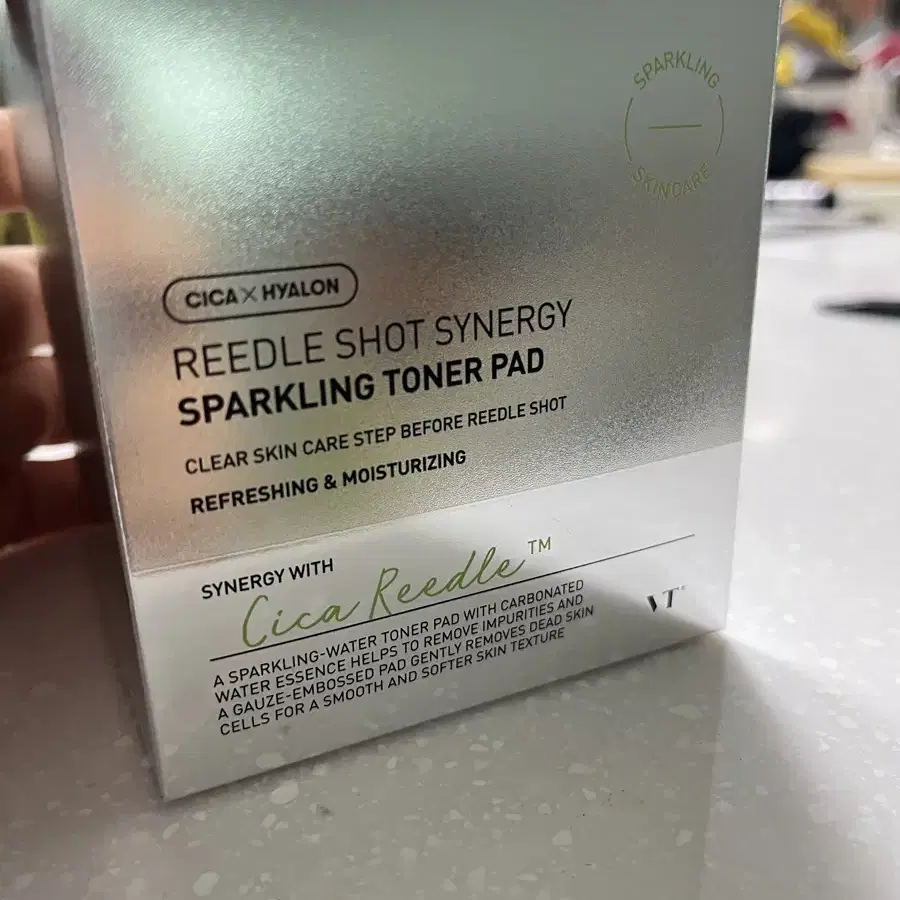 SPARKLING
SKINCARE
CICA X HYALON
REEDLE SHOT SYNERGY
SPARKLING TONER PAD
CLEAR SKIN CARE STEP BEFORE REEDLE SHOT
REFRESHING & MOISTURIZING
SYNERGY WITH
Cica Reedle™
A SPARKLING-WATER TONER PAD WITH CARBONATED
WATER ESSENCE HELPS TO REMOVE IMPURITIES AND
A GAUZE-EMBOSSED PAD GENTLY REMOVES DEAD SKIN
CELLS FOR A SMOOTH AND SOFTER SKIN TEXTURE
VT